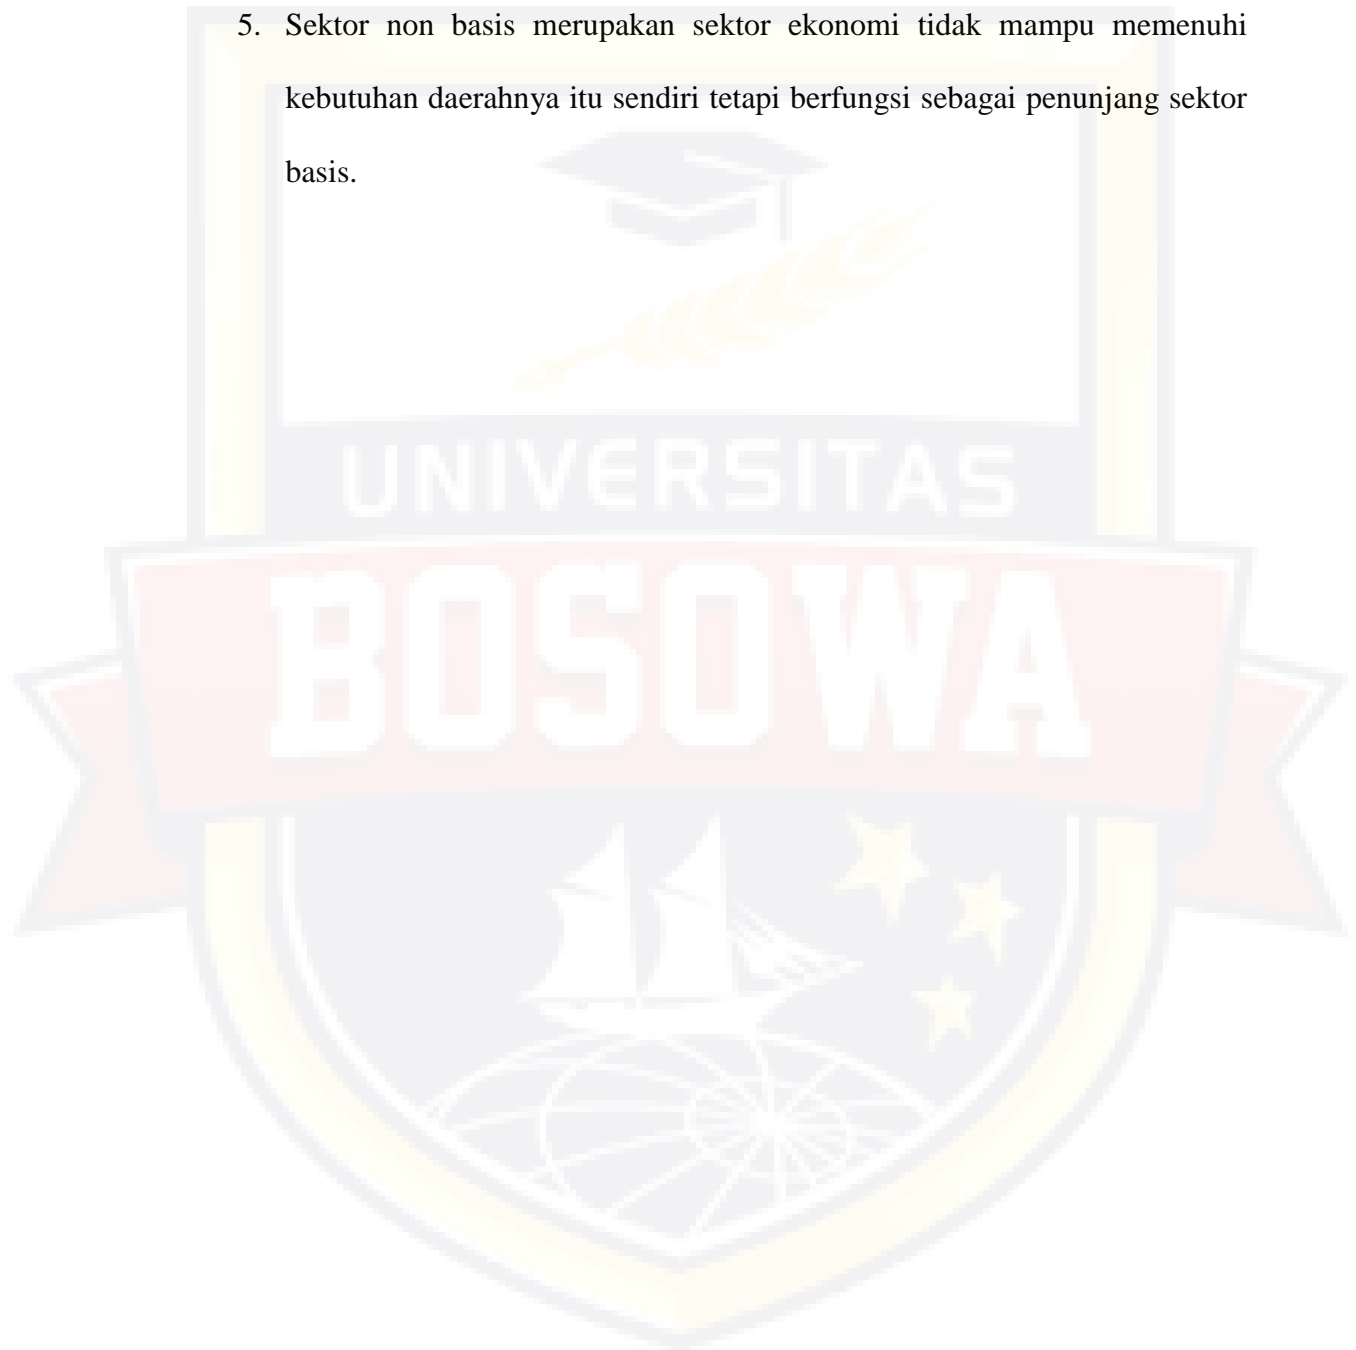 5. Sektor non basis merupakan sektor ekonomi tidak mampu memenuhi
kebutuhan daerahnya itu sendiri tetapi berfungsi sebagai penunjang sektor
basis.
UNIVERSITAS
BOSOWA